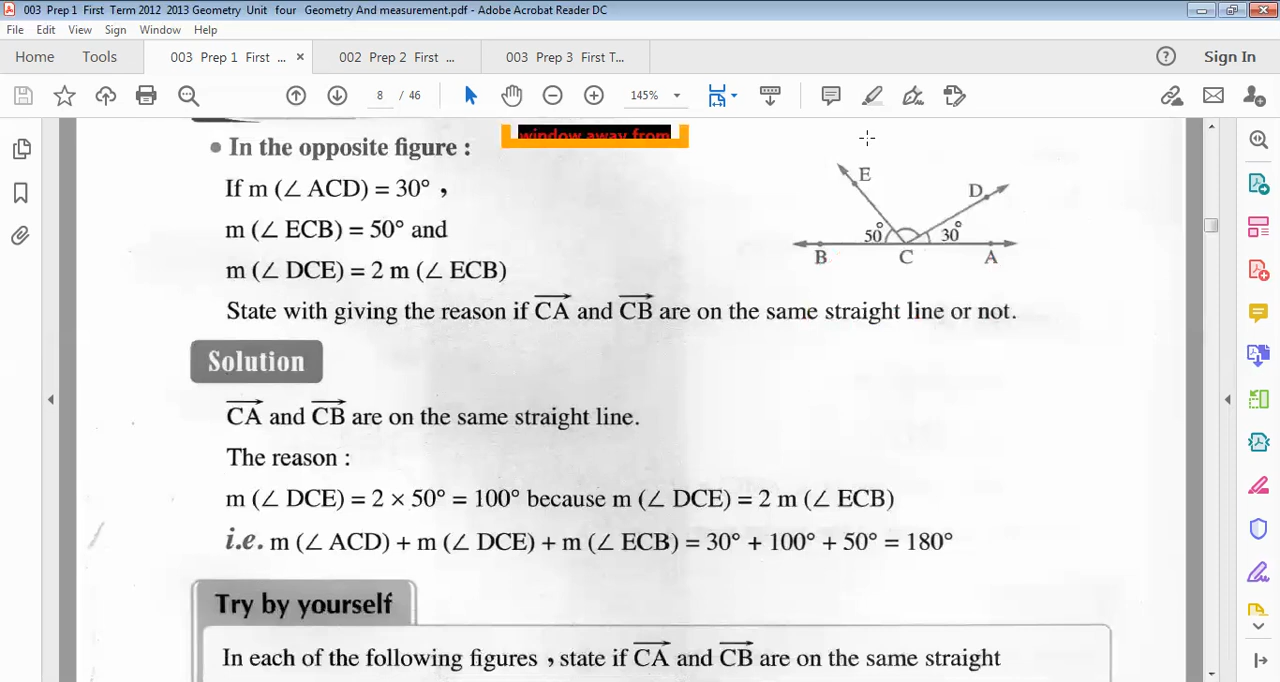 003 Prep 1 First Term 2012 2013 Geometry Unit four Geometry And measurement.pdf - Adobe Acrobat Reader DC
File Edit View Sign Window Help
Home Tools 003 Prep 1 First ... × 002 Prep 2 First ... 003 Prep 3 First T... ? Sign In
8 / 46 145%
window away from
• In the opposite figure :
If m (∠ ACD) = 30° ,
m (∠ ECB) = 50° and
m (∠ DCE) = 2 m (∠ ECB)
E
D
50° 30°
B C A
State with giving the reason if CA and CB are on the same straight line or not.
Solution
CA and CB are on the same straight line.
The reason :
m (∠ DCE) = 2 × 50° = 100° because m (∠ DCE) = 2 m (∠ ECB)
i.e. m (∠ ACD) + m (∠ DCE) + m (∠ ECB) = 30° + 100° + 50° = 180°
Try by yourself
In each of the following figures , state if CA and CB are on the same straight